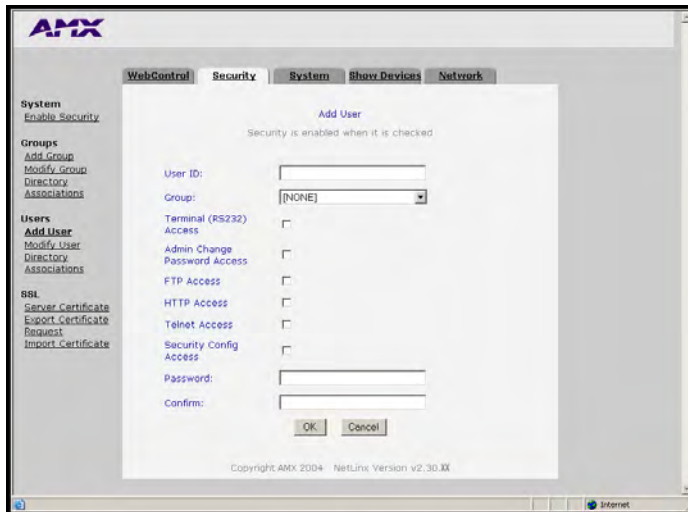 AMX
WebControl Security System Show Devices Network
System
Enable Security
Groups
Add Group
Modify Group
Directory
Associations
Users
Add User
Modify User
Directory
Associations
SSL
Server Certificate
Export Certificate
Request
Import Certificate
Add User
Security is enabled when it is checked
User ID:
Group: [NONE]
Terminal (RS232)
Access
Admin Change
Password Access
FTP Access
HTTP Access
Telnet Access
Security Config
Access
Password:
Confirm:
OK Cancel
Copyright AMX 2004 NetLinx Version v2.30.XX
Internet